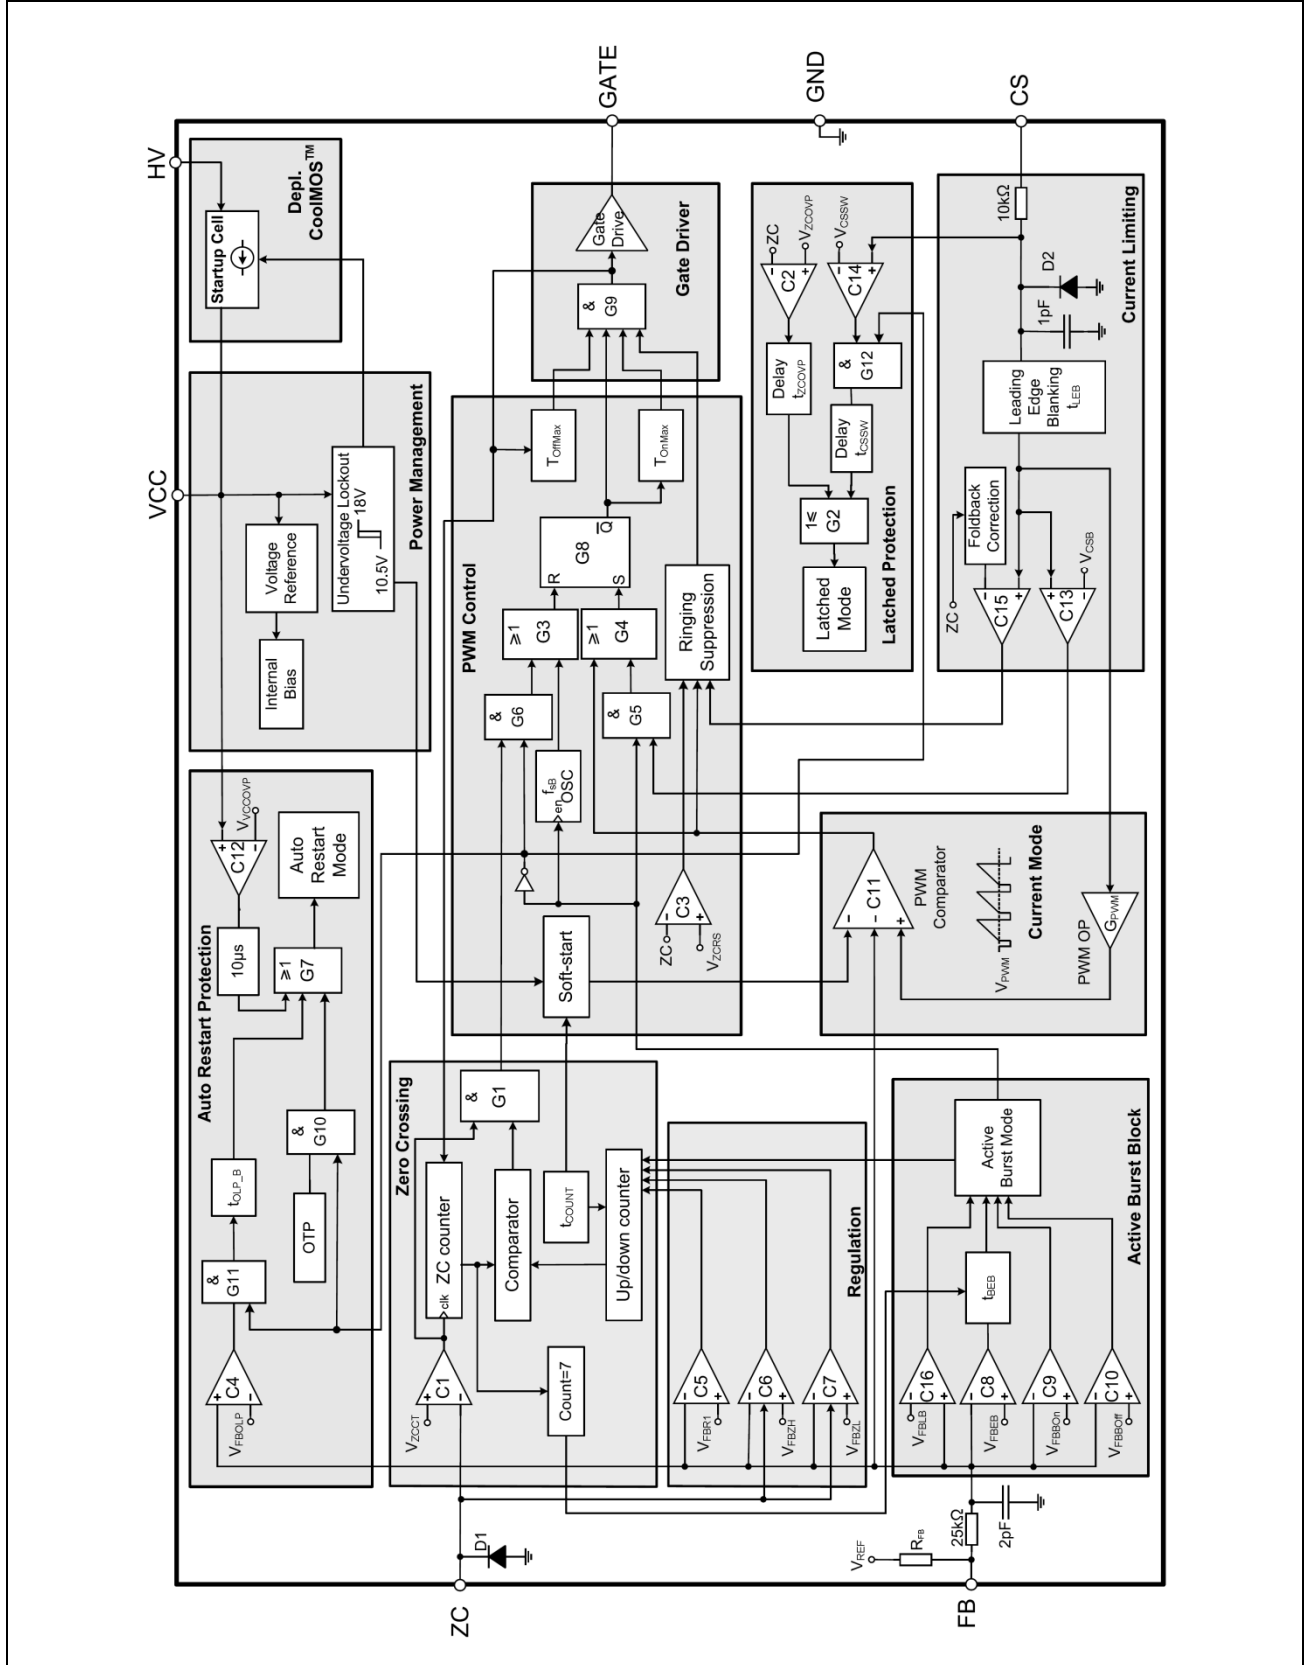 HV
VCC
GATE
GND
CS
ZC
FB
Startup Cell
Depl.
CoolMOS™
Power Management
Voltage
Reference
Internal
Bias
Undervoltage Lockout
18V
10.5V
Auto Restart Protection
C12
+
−
VVCCOVP
10µs
Auto
Restart
Mode
≥1
G7
tOLP_B
&
G10
OTP
&
G11
C4
+
−
VFBOLP
Zero Crossing
C1
+
−
VZCCT
clk
ZC counter
&
G1
Comparator
tCOUNT
Up/down counter
Count=7
D1
PWM Control
Soft-start
&
G6
≥1
G3
fsB
OSC
en
&
G5
≥1
G4
R
S
Q
G8
TOffMax
TOnMax
Ringing
Suppression
C3
−
+
ZC
VZCRS
Gate Driver
&
G9
Gate
Drive
Latched Protection
C2
−
+
ZC
VZCOVP
C14
−
+
VCSSW
Delay
tZCOVP
&
G12
Delay
tCSSW
1≤
G2
Latched
Mode
Current Limiting
10kΩ
D2
1pF
Leading
Edge
Blanking
tLEB
Foldback
Correction
ZC
C15
−
+
C13
+
−
VCSB
Current Mode
C11
−
−
+
PWM
Comparator
VPWM
PWM OP
GPWM
Regulation
C5
−
+
VFBR1
C6
−
+
VFBZH
C7
−
+
VFBZL
Active Burst Block
Active
Burst Mode
tBEB
C16
−
+
VFBLB
C8
−
+
VFBEB
C9
−
+
VFBBOn
C10
−
+
VFBBOff
VREF
RFB
25kΩ
2pF